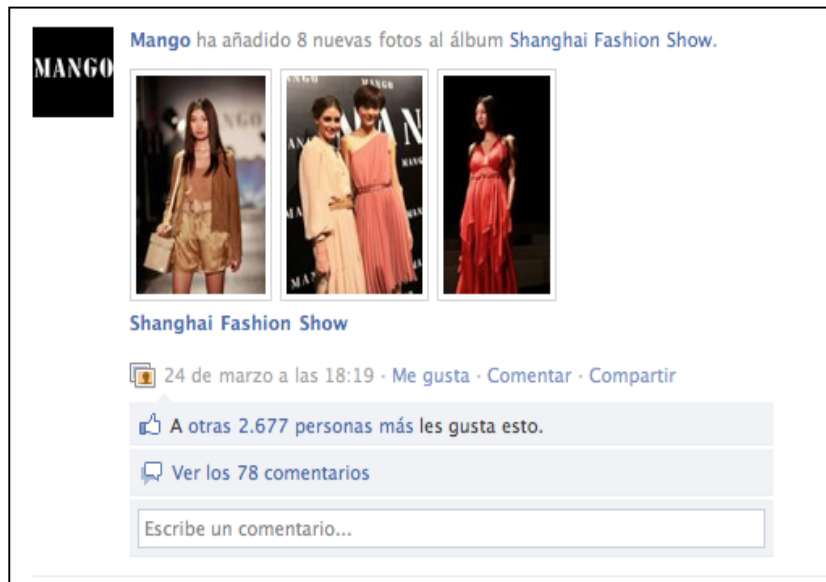 MANGO
Mango ha añadido 8 nuevas fotos al álbum Shanghai Fashion Show.
Shanghai Fashion Show
24 de marzo a las 18:19 · Me gusta · Comentar · Compartir
A otras 2.677 personas más les gusta esto.
Ver los 78 comentarios
Escribe un comentario...